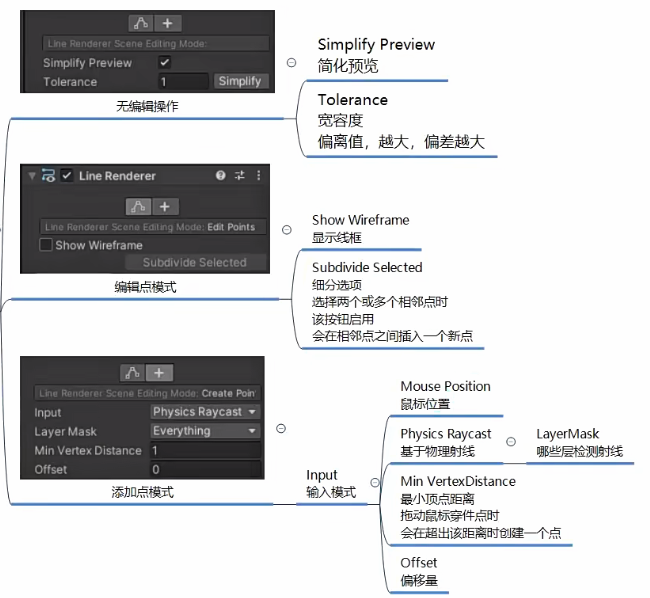 Line Renderer Scene Editing Mode:
Simplify Preview
Tolerance 1 Simplify
无编辑操作
Simplify Preview
简化预览
Tolerance
宽容度
偏离值，越大，偏差越大
Line Renderer
Line Renderer Scene Editing Mode: Edit Points
Show Wireframe
Subdivide Selected
编辑点模式
Show Wireframe
显示线框
Subdivide Selected
细分选项
选择两个或多个相邻点时
该按钮启用
会在相邻点之间插入一个新点
Line Renderer Scene Editing Mode: Create Poin
Input Physics Raycast
Layer Mask Everything
Min Vertex Distance 1
Offset 0
添加点模式
Input
输入模式
Mouse Position
鼠标位置
Physics Raycast
基于物理射线
LayerMask
哪些层检测射线
Min VertexDistance
最小顶点距离
拖动鼠标穿件点时
会在超出该距离时创建一个点
Offset
偏移量